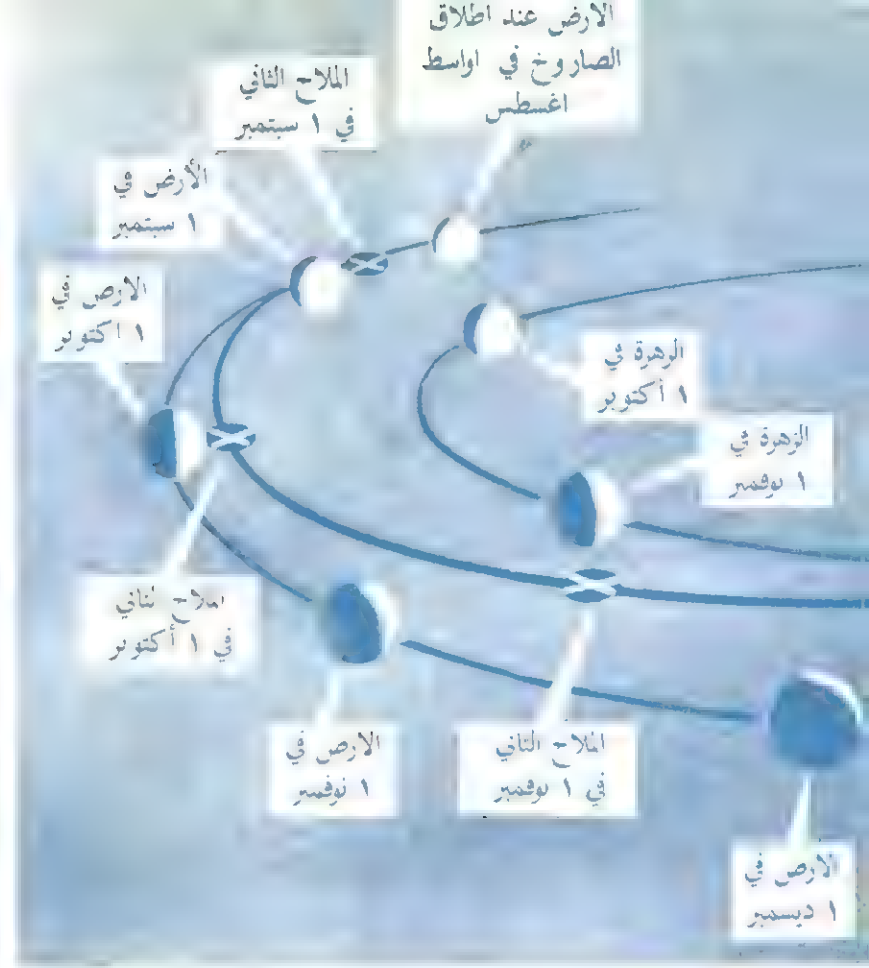 الارض عند اطلاق
الصاروخ في اواسط
اغسطس
الملاح الثاني
في ١ سبتمبر
الأرض في
١ سبتمبر
الارض في
١ اكتوبر
الزهرة في
١ أكتوبر
الزهرة في
١ نوفمبر
الملاح الثاني
في ١ أكتوبر
الارض في
١ نوفمبر
الملاح الثاني
في ١ نوفمبر
الأرض في
١ ديسمبر